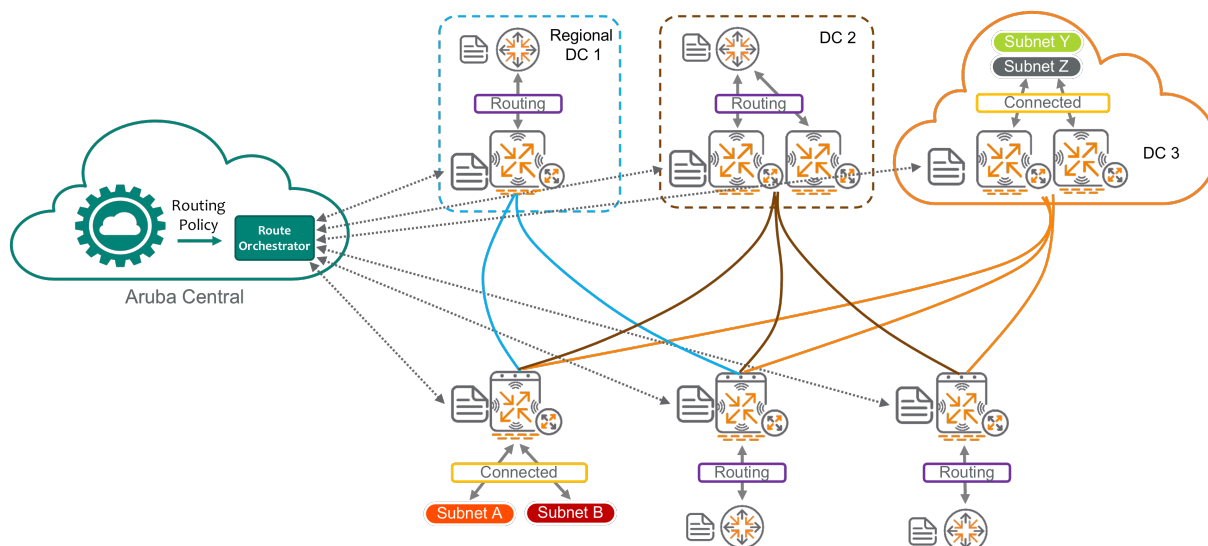 Regional
DC 1
DC 2
Subnet Y
Subnet Z
Routing
Routing
Connected
DC 3
Routing
Policy
Route
Orchestrator
Aruba Central
Connected
Routing
Routing
Subnet A
Subnet B